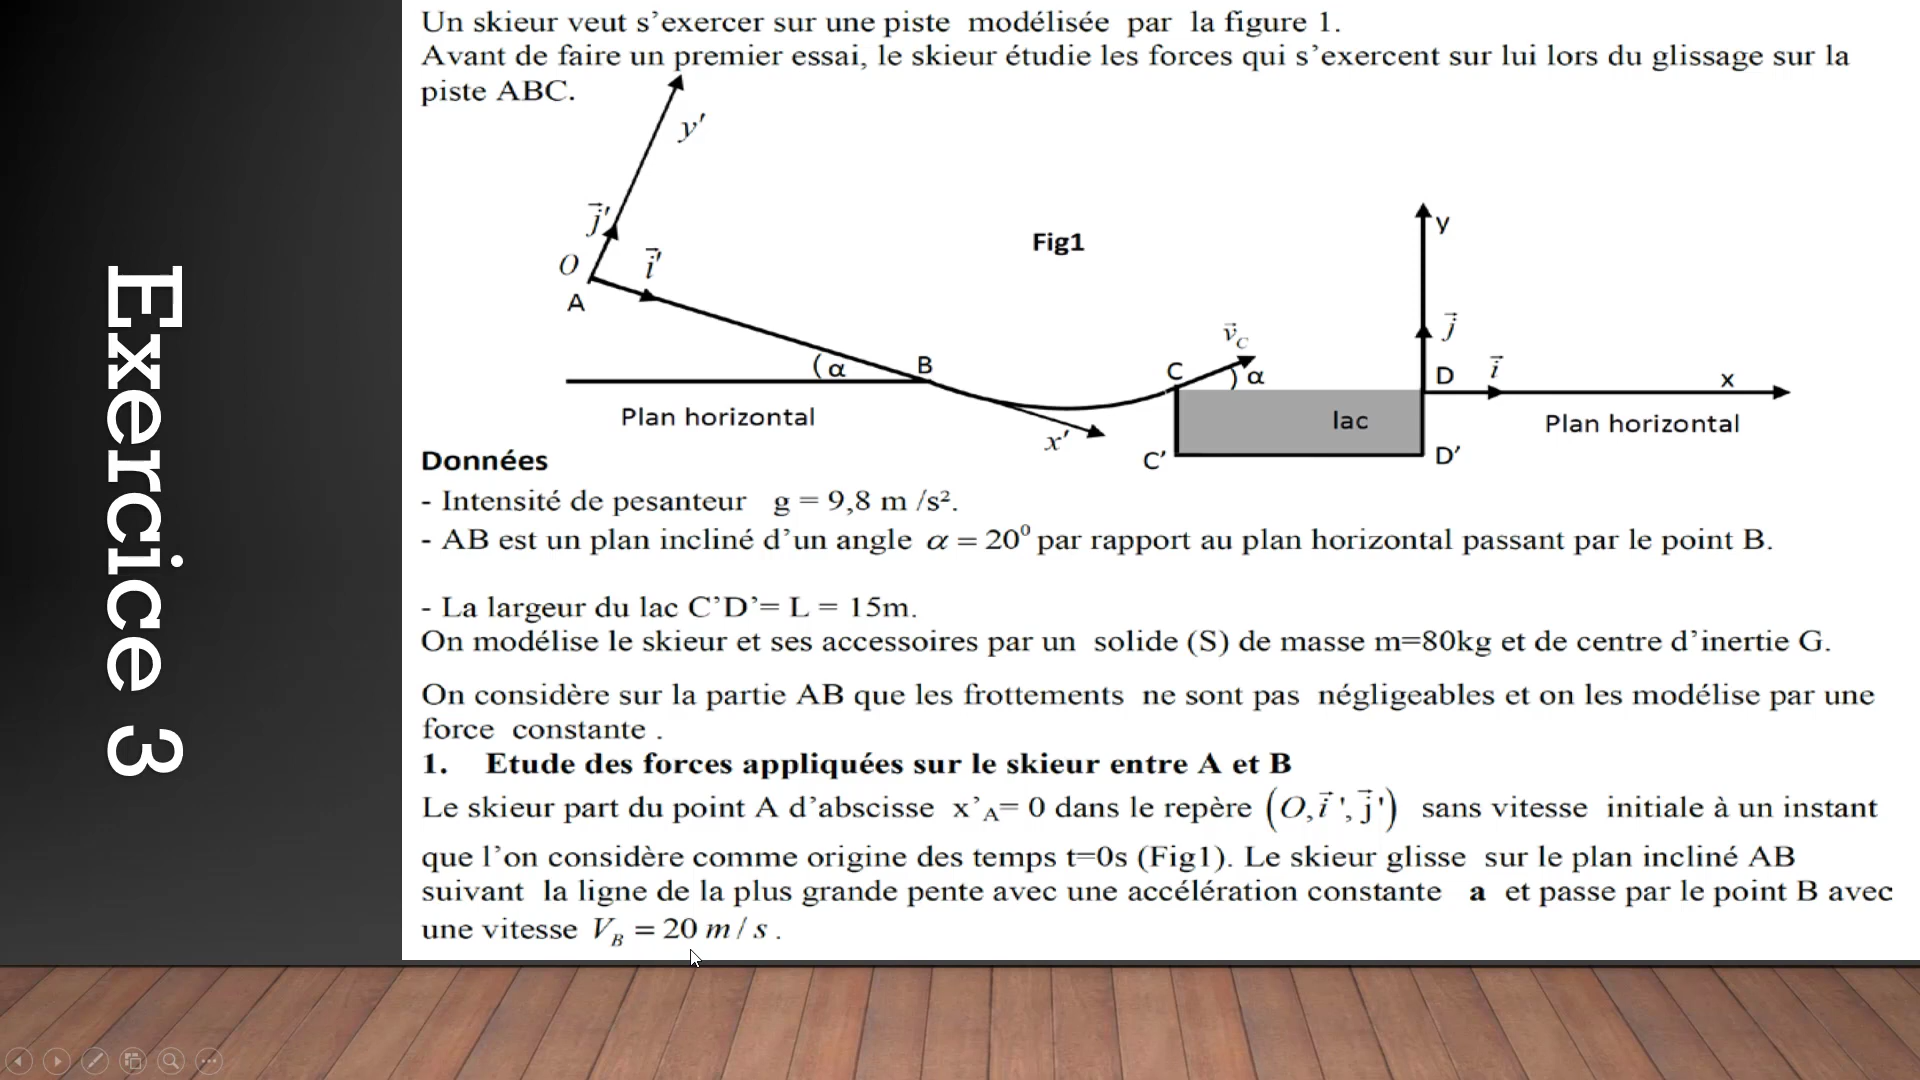 Exercice 3
Un skieur veut s’exercer sur une piste modélisée par la figure 1.
Avant de faire un premier essai, le skieur étudie les forces qui s’exercent sur lui lors du glissage sur la
piste ABC.
y'
j'
O
i'
A
Fig1
y
v_C
j
α
B
C
α
D
i
x
Plan horizontal
x'
lac
Plan horizontal
C'
D'
Données
- Intensité de pesanteur g = 9,8 m /s².
- AB est un plan incliné d’un angle α = 20⁰ par rapport au plan horizontal passant par le point B.
- La largeur du lac C’D’= L = 15m.
On modélise le skieur et ses accessoires par un solide (S) de masse m=80kg et de centre d’inertie G.
On considère sur la partie AB que les frottements ne sont pas négligeables et on les modélise par une
force constante .
1. Etude des forces appliquées sur le skieur entre A et B
Le skieur part du point A d’abscisse x’A= 0 dans le repère (O, i⃗ ', j⃗ ') sans vitesse initiale à un instant
que l’on considère comme origine des temps t=0s (Fig1). Le skieur glisse sur le plan incliné AB
suivant la ligne de la plus grande pente avec une accélération constante a et passe par le point B avec
une vitesse V_B = 20 m / s .